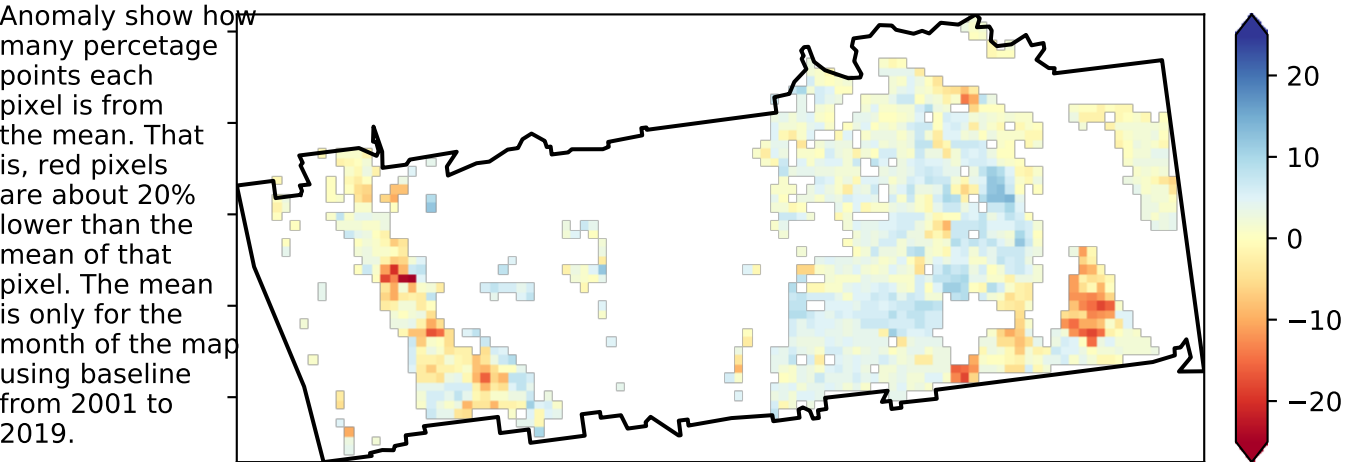 Anomaly show how
many percetage
points each
pixel is from
the mean. That
is, red pixels
are about 20%
lower than the
mean of that
pixel. The mean
is only for the
month of the map
using baseline
from 2001 to
2019.
20
10
0
−10
−20